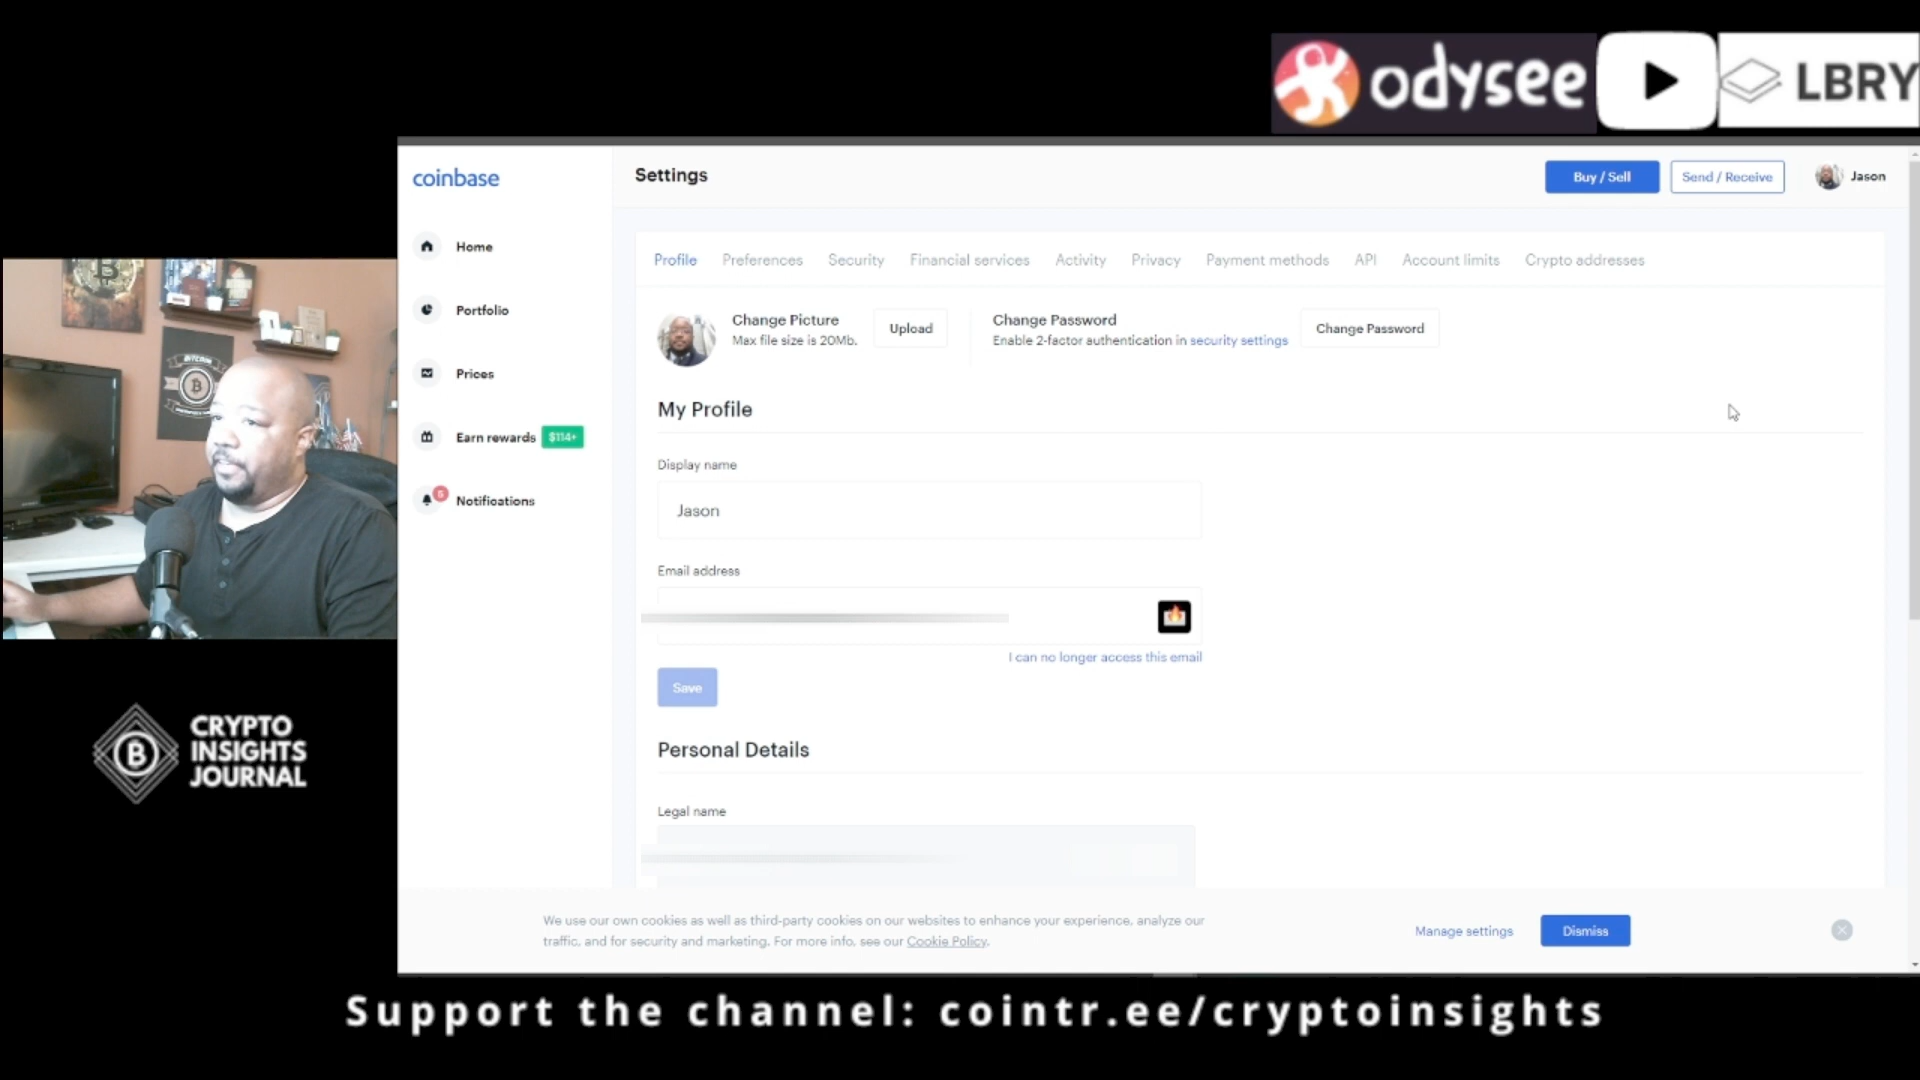 odysee
LBRY
coinbase
Settings
Buy / Sell
Send / Receive
Jason
Home
Portfolio
Prices
Earn rewards $114+
Notifications
Profile
Preferences
Security
Financial services
Activity
Privacy
Payment methods
API
Account limits
Crypto addresses
Change Picture
Max file size is 20Mb.
Upload
Change Password
Enable 2-factor authentication in security settings
Change Password
My Profile
Display name
Jason
Email address
I can no longer access this email
Save
Personal Details
Legal name
We use our own cookies as well as third-party cookies on our websites to enhance your experience, analyze our
traffic, and for security and marketing. For more info, see our Cookie Policy.
Manage settings
Dismiss
BITCOIN
CRYPTO
INSIGHTS
JOURNAL
Support the channel: cointr.ee/cryptoinsights